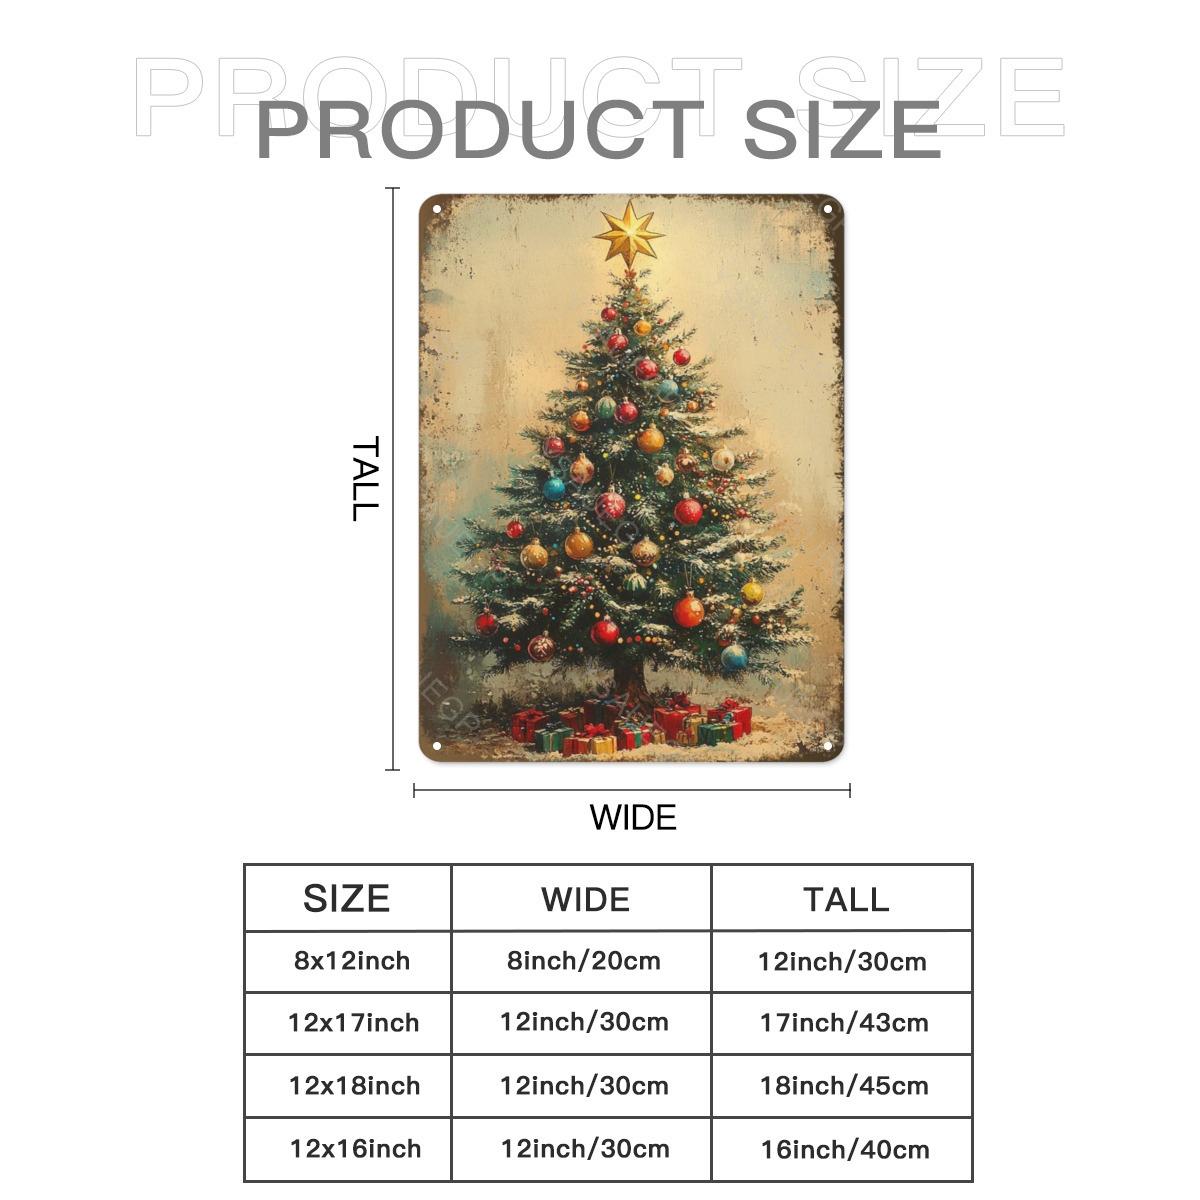 PRODUCT SIZE
PRODUCT SIZE
TALL
WIDE
SIZE WIDE TALL
8x12inch 8inch/20cm 12inch/30cm
12x17inch 12inch/30cm 17inch/43cm
12x18inch 12inch/30cm 18inch/45cm
12x16inch 12inch/30cm 16inch/40cm